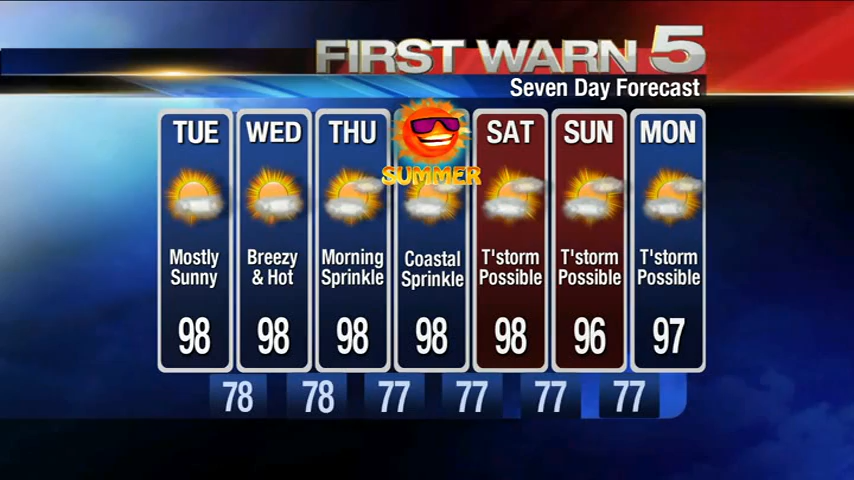 FIRST WARN 5
Seven Day Forecast
TUE WED THU SAT SUN MON
SUMMER
Mostly Sunny
Breezy & Hot
Morning Sprinkle
Coastal Sprinkle
T'storm Possible
T'storm Possible
T'storm Possible
98 98 98 98 98 96 97
78 78 77 77 77 77